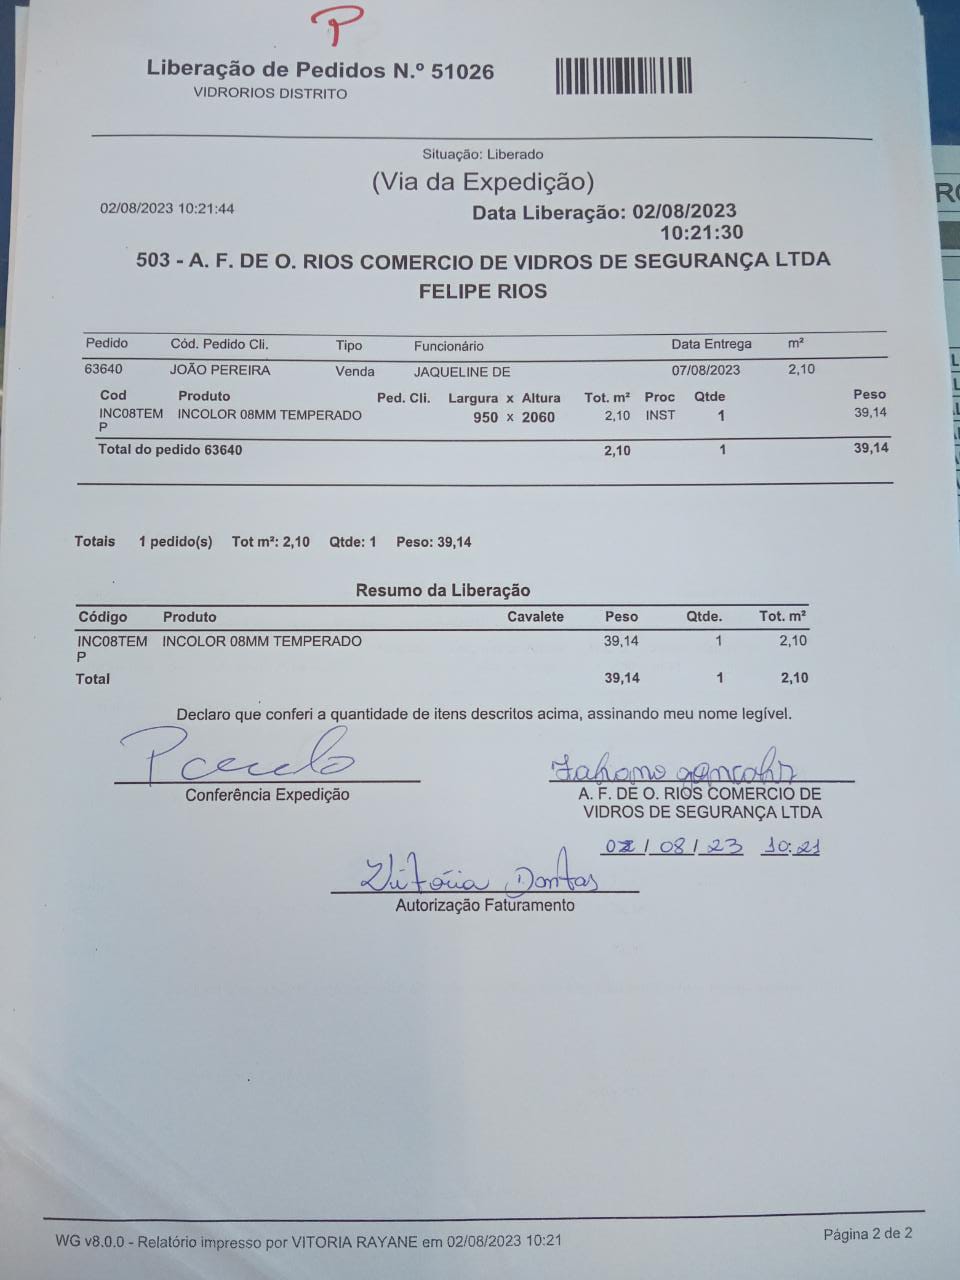 P
Liberação de Pedidos N.º 51026
VIDRORIOS DISTRITO
Situação: Liberado
(Via da Expedição)
02/08/2023 10:21:44
Data Liberação: 02/08/2023
10:21:30
503 - A. F. DE O. RIOS COMERCIO DE VIDROS DE SEGURANÇA LTDA
FELIPE RIOS
Pedido Cód. Pedido Cli. Tipo Funcionário Data Entrega m²
63640 JOÃO PEREIRA Venda JAQUELINE DE 07/08/2023 2,10
Cod Produto Ped. Cli. Largura x Altura Tot. m² Proc Qtde Peso
INC08TEM INCOLOR 08MM TEMPERADO 950 x 2060 2,10 INST 1 39,14
P
Total do pedido 63640 2,10 1 39,14
Totais 1 pedido(s) Tot m²: 2,10 Qtde: 1 Peso: 39,14
Resumo da Liberação
Código Produto Cavalete Peso Qtde. Tot. m²
INC08TEM INCOLOR 08MM TEMPERADO 39,14 1 2,10
P
Total 39,14 1 2,10
Declaro que conferi a quantidade de itens descritos acima, assinando meu nome legível.
Conferência Expedição
A. F. DE O. RIOS COMERCIO DE
VIDROS DE SEGURANÇA LTDA
02 / 08 / 23 10:21
Vitória Dantas
Autorização Faturamento
WG v8.0.0 - Relatório impresso por VITORIA RAYANE em 02/08/2023 10:21
Página 2 de 2